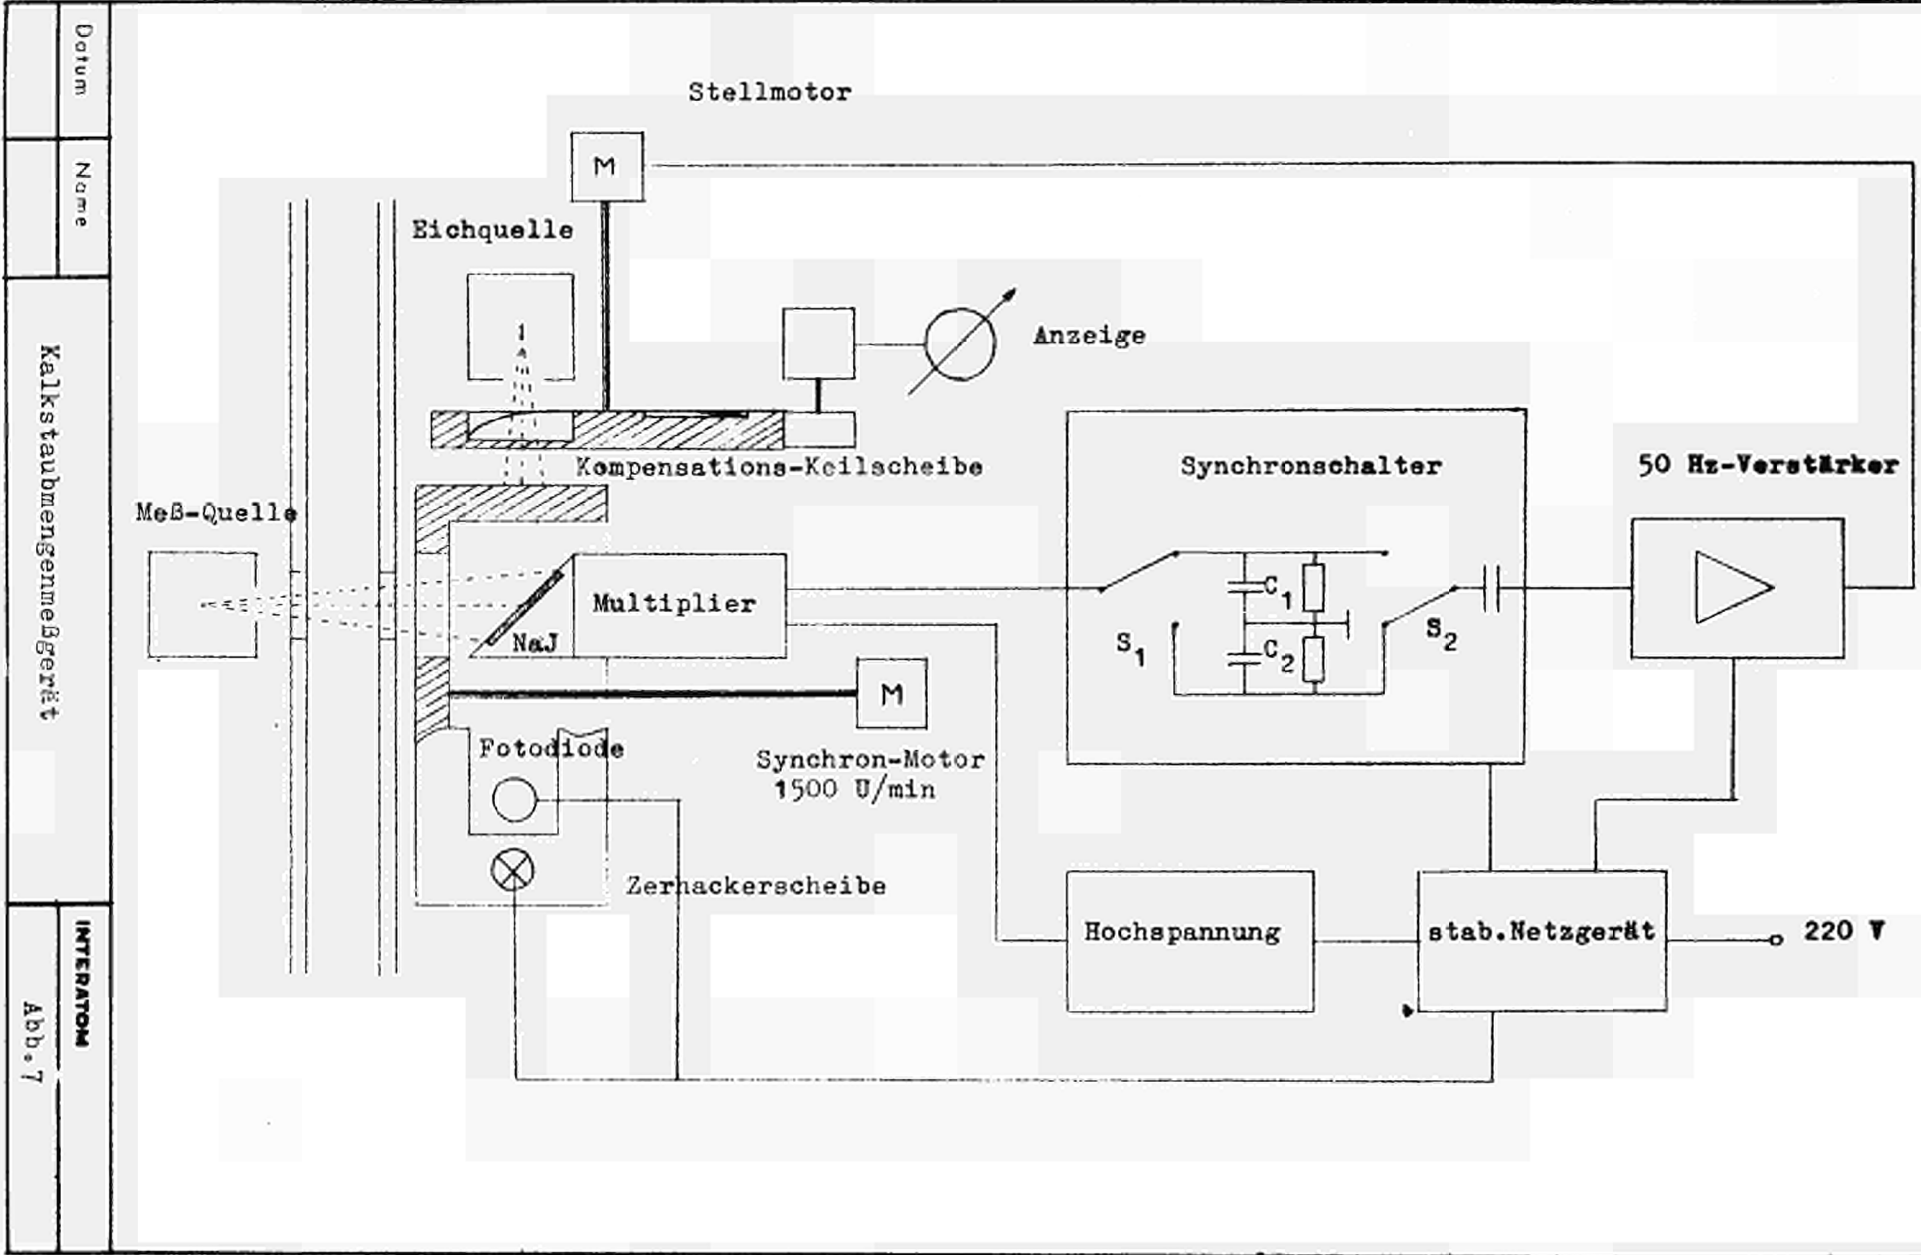 Datum
Name
Kalkstaubmengenmeßgerät
INTERATOM
Abb.7
Stellmotor
M
Eichquelle
Anzeige
Kompensations-Keilscheibe
Meß-Quelle
Multiplier
NaJ
M
Synchron-Motor
1500 U/min
Fotodiode
Zerhackerscheibe
Synchronschalter
S1
C1
C2
S2
50 Hz-Verstärker
Hochspannung
stab.Netzgerät
220 V